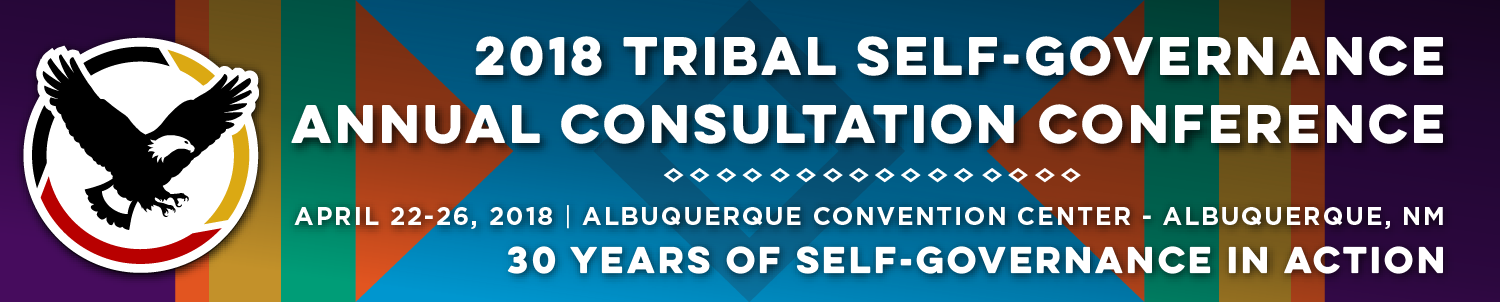 2018 TRIBAL SELF-GOVERNANCE
ANNUAL CONSULTATION CONFERENCE
APRIL 22-26, 2018 | ALBUQUERQUE CONVENTION CENTER - ALBUQUERQUE, NM
30 YEARS OF SELF-GOVERNANCE IN ACTION